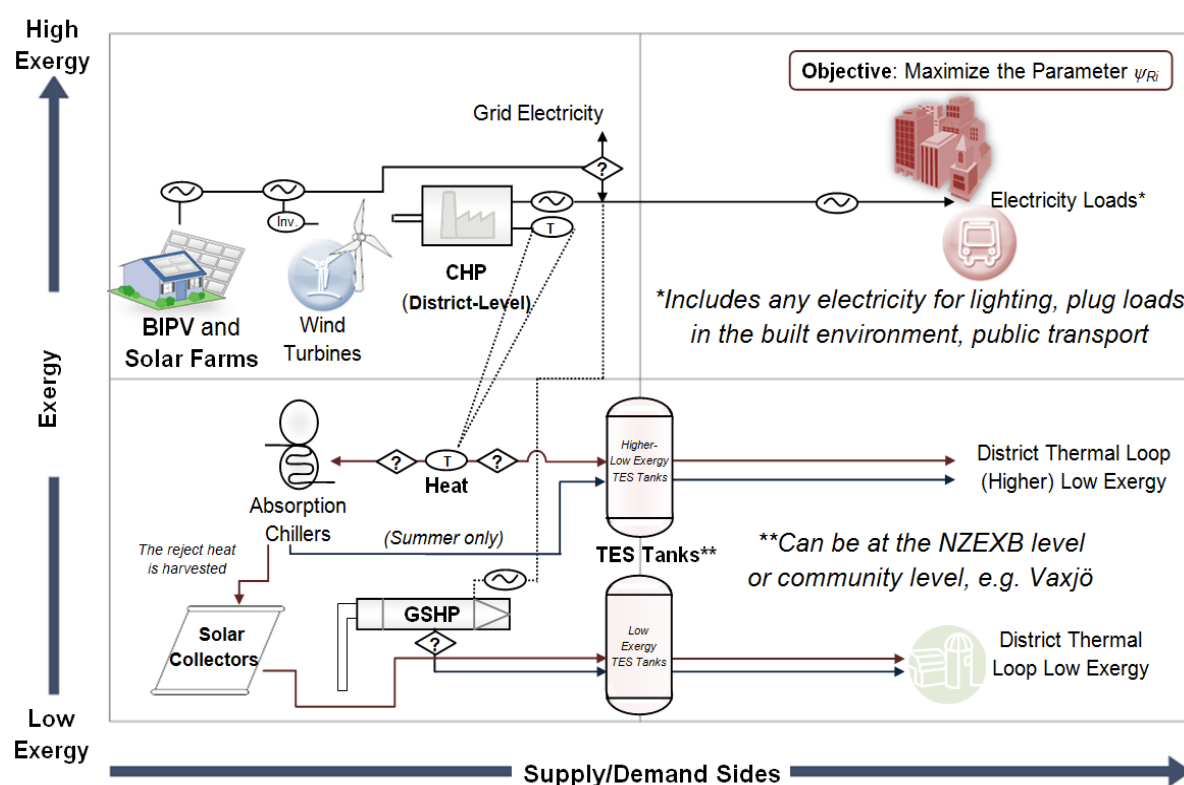 High
Exergy
Objective: Maximize the Parameter ψRi
Grid Electricity
?
Inv.
T
Electricity Loads*
CHP
(District-Level)
BIPV and
Solar Farms
Wind
Turbines
*Includes any electricity for lighting, plug loads
in the built environment, public transport
Exergy
Higher-
Low Exergy
TES Tanks
? T ?
Heat
District Thermal Loop
(Higher) Low Exergy
Absorption
Chillers
(Summer only)
The reject heat
is harvested
TES Tanks**
**Can be at the NZEXB level
or community level, e.g. Vaxjö
GSHP
?
Solar
Collectors
Low
Exergy
TES Tanks
District Thermal
Loop Low Exergy
Low
Exergy
Supply/Demand Sides